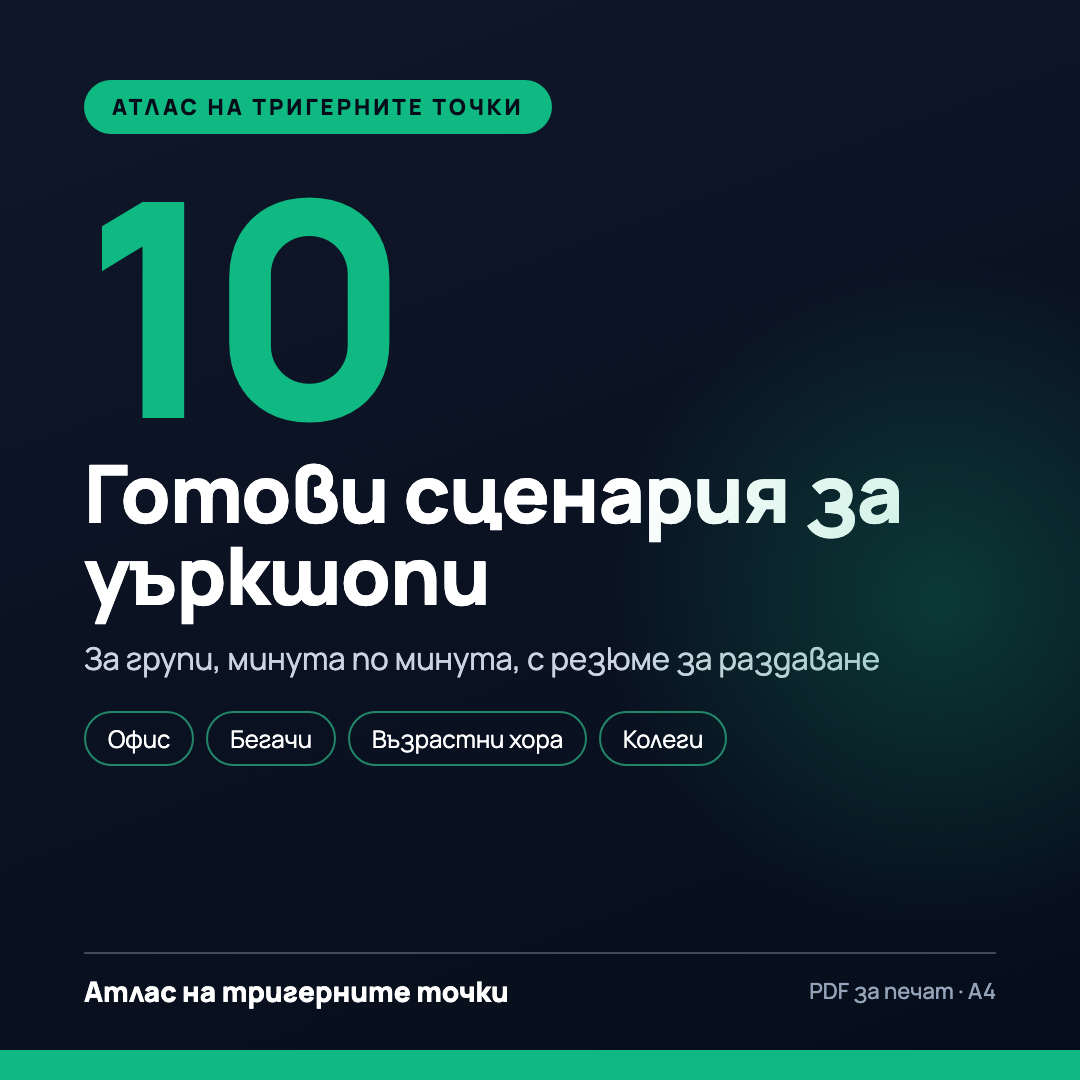 АТЛАС НА ТРИГЕРНИТЕ ТОЧКИ
10
Готови сценария за
уъркшопи
За групи, минута по минута, с резюме за раздаване
Офис
Бегачи
Възрастни хора
Колеги
Атлас на тригерните точки
PDF за печат · A4